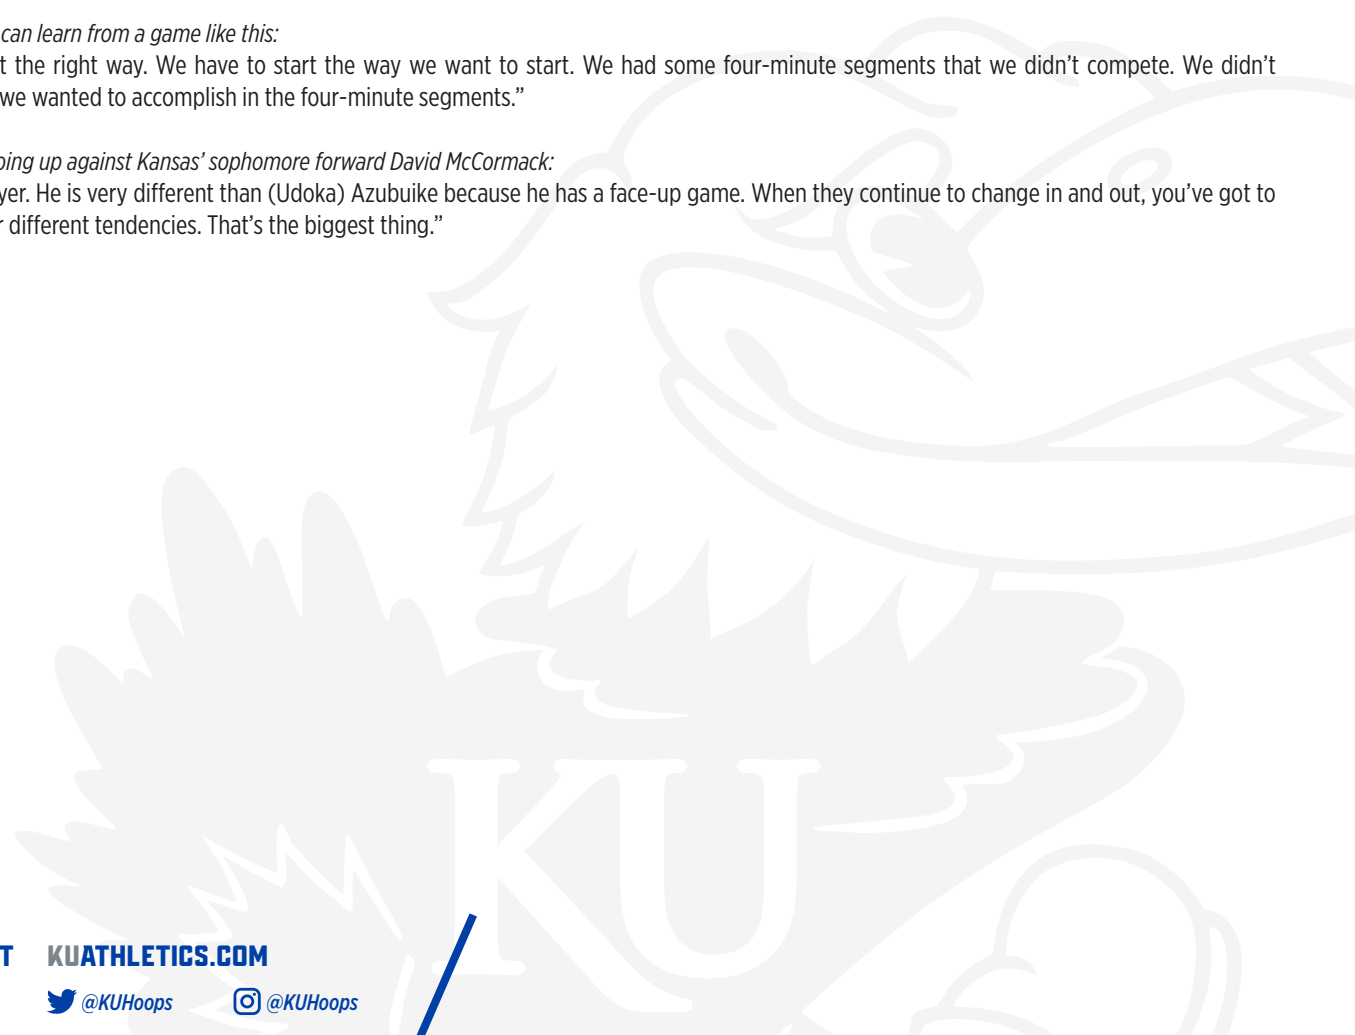 can learn from a game like this:
t the right way. We have to start the way we want to start. We had some four-minute segments that we didn’t compete. We didn’t
we wanted to accomplish in the four-minute segments.”
oing up against Kansas’ sophomore forward David McCormack:
yer. He is very different than (Udoka) Azubuike because he has a face-up game. When they continue to change in and out, you’ve got to
r different tendencies. That’s the biggest thing.”
KU
T KUATHLETICS.COM
@KUHoops @KUHoops